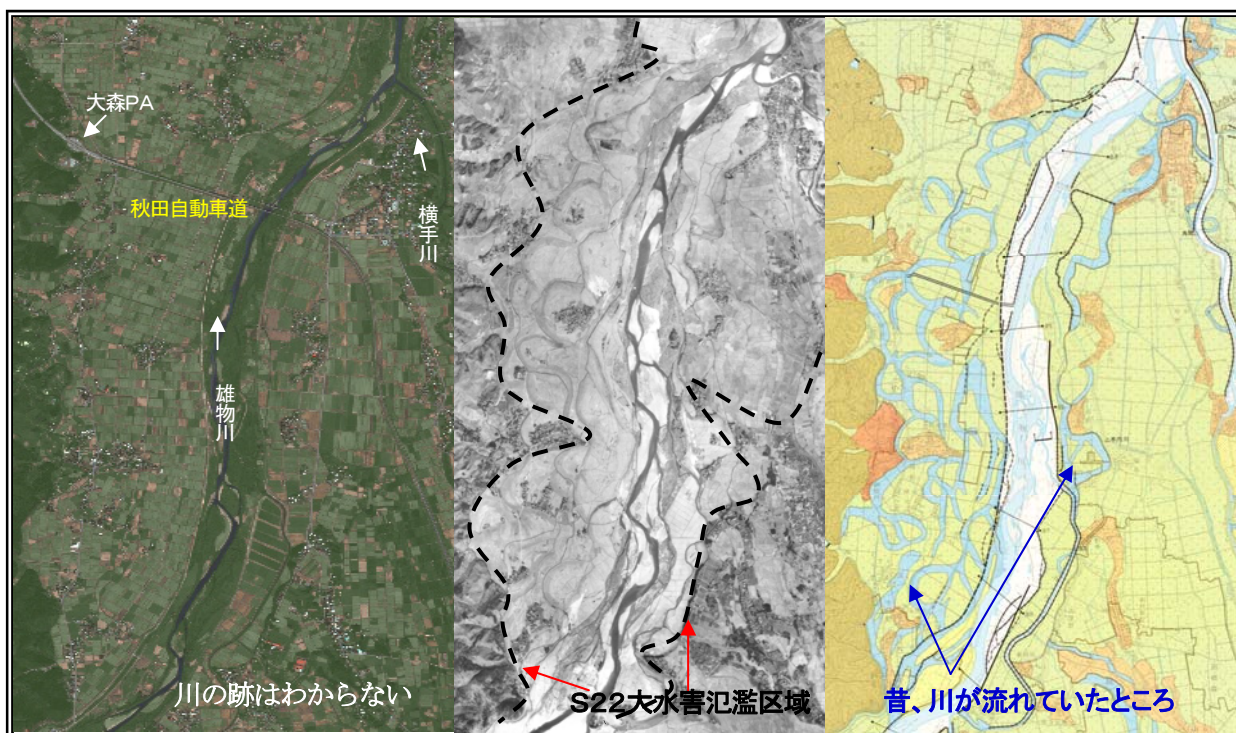 大森PA
秋田自動車道
横手川
雄物川
川の跡はわからない
S22大水害氾濫区域
昔、川が流れていたところ